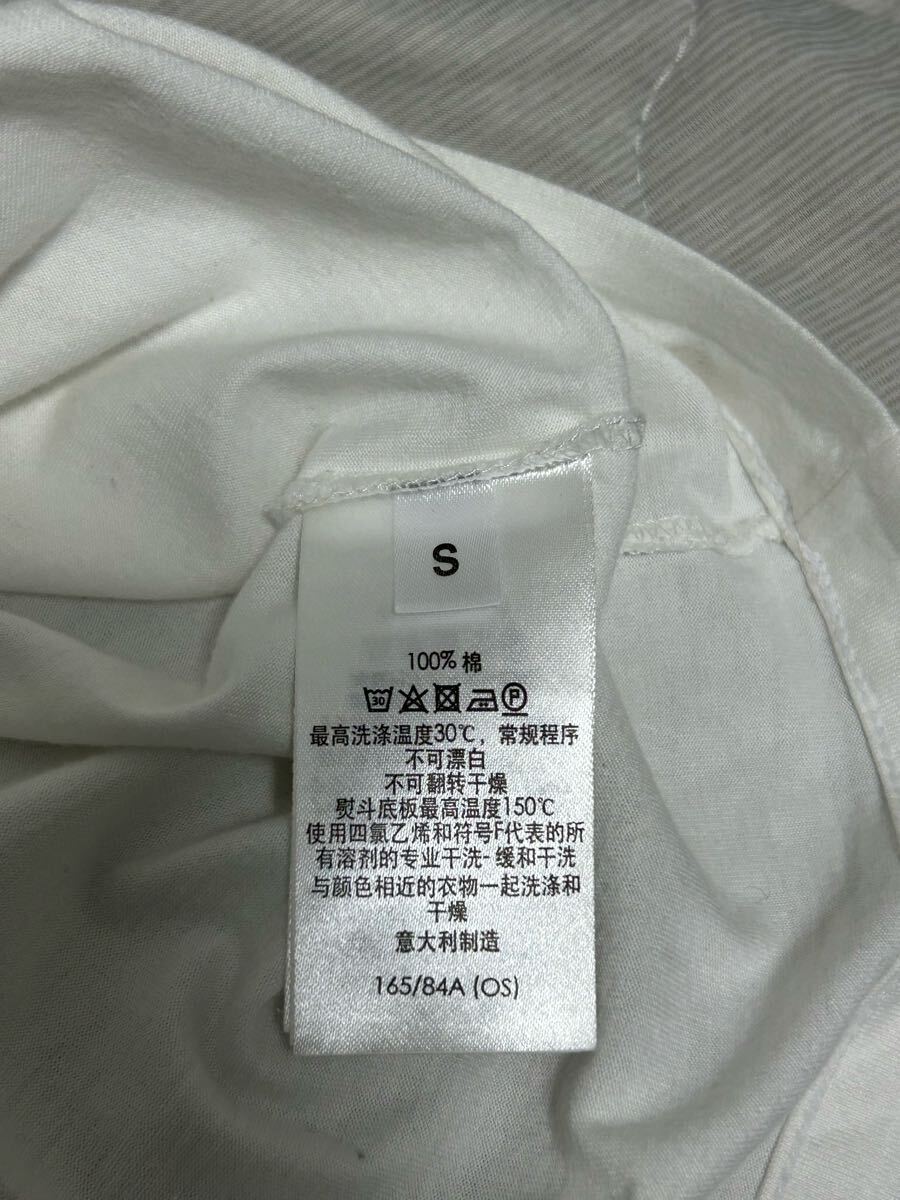 S
100% 棉
30
P
最高洗涤温度30℃，常规程序
不可漂白
不可翻转干燥
熨斗底板最高温度150℃
使用四氯乙烯和符号F代表的所
有溶剂的专业干洗-缓和干洗
与颜色相近的衣物一起洗涤和
干燥
意大利制造
165/84A (OS)